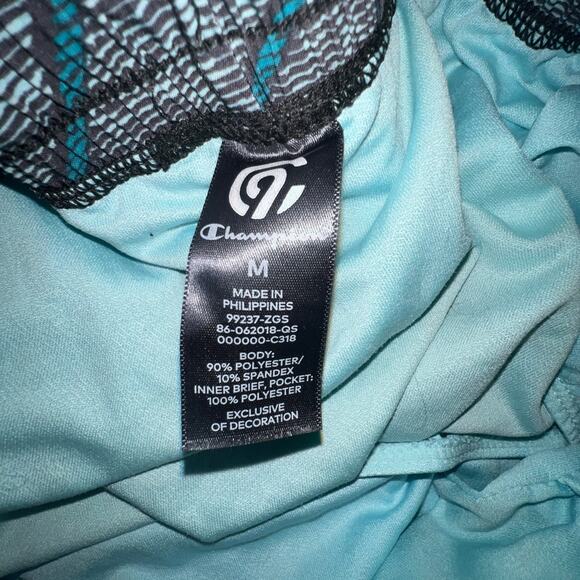 C9
Champion
M
MADE IN
PHILIPPINES
99237-ZGS
86-062018-QS
000000-C318
BODY:
90% POLYESTER/
10% SPANDEX
INNER BRIEF, POCKET:
100% POLYESTER
EXCLUSIVE
OF DECORATION